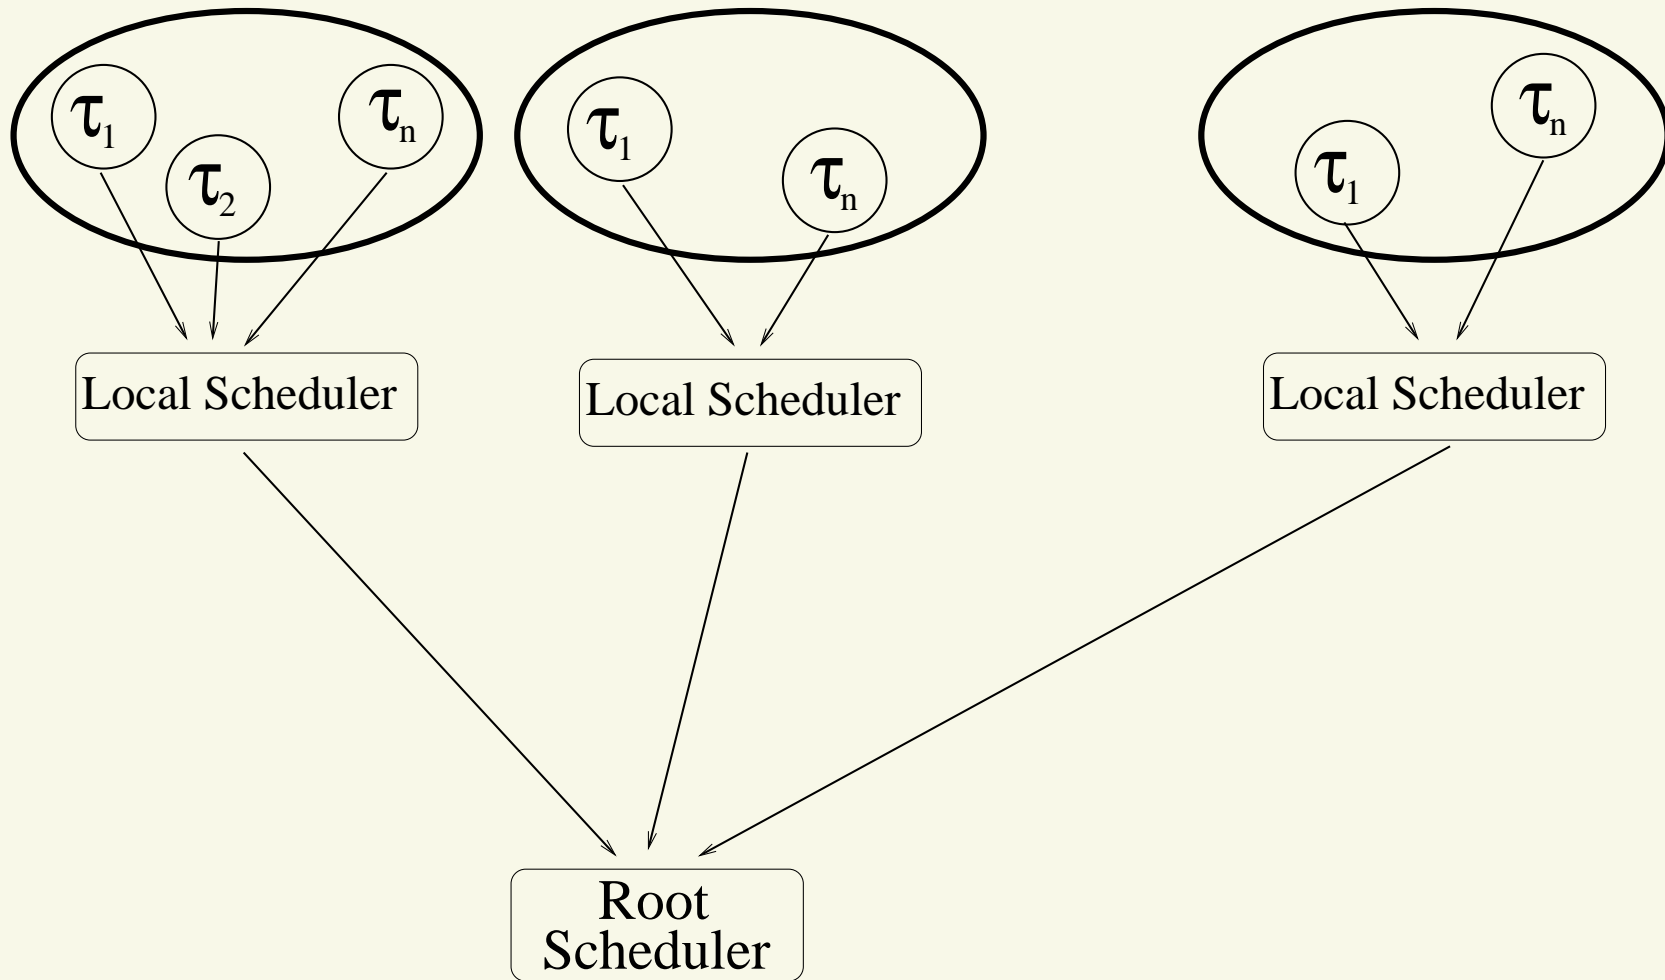 τ1
τ2
τn
τ1
τn
τ1
τn
Local Scheduler
Local Scheduler
Local Scheduler
Root
Scheduler